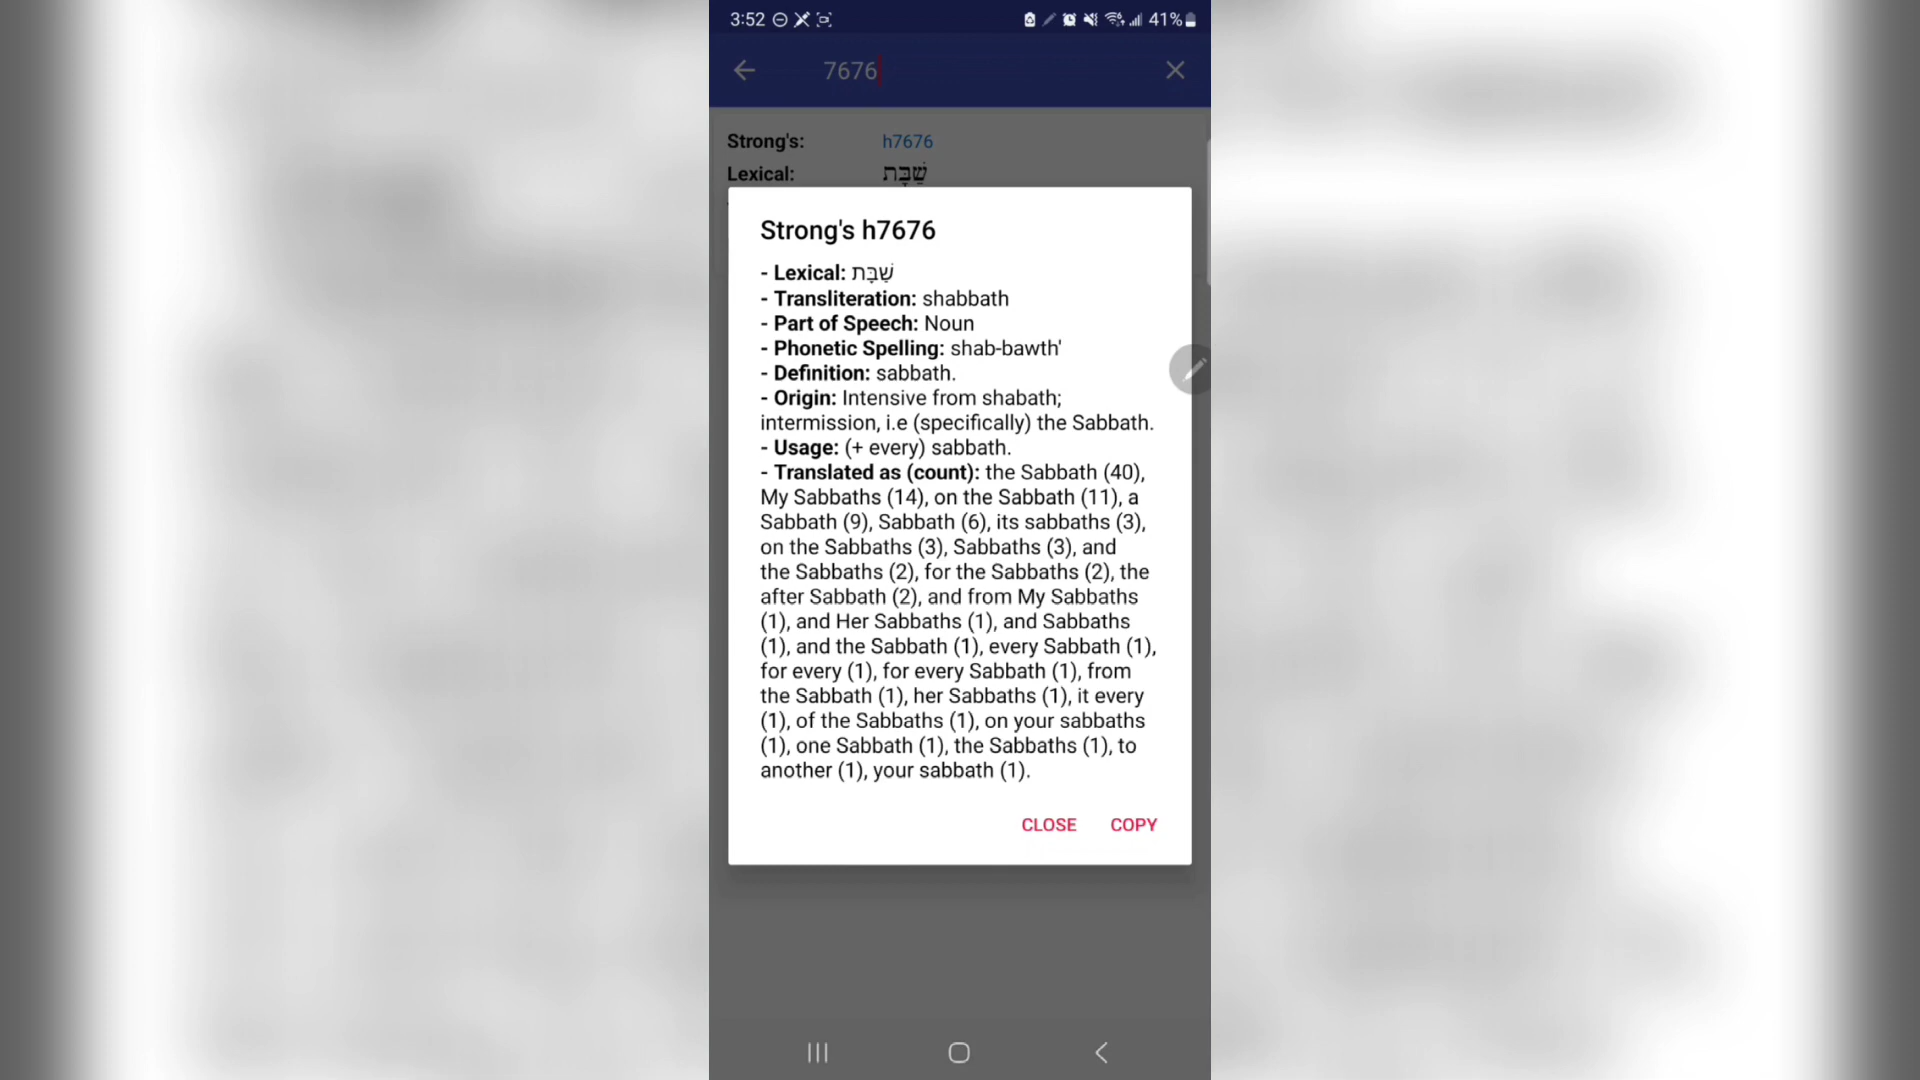 3:52 41%
7676
Strong's: h7676
Lexical: שַׁבָּת
Strong's h7676
- Lexical: שַׁבָּת
- Transliteration: shabbath
- Part of Speech: Noun
- Phonetic Spelling: shab-bawth'
- Definition: sabbath.
- Origin: Intensive from shabath;
intermission, i.e (specifically) the Sabbath.
- Usage: (+ every) sabbath.
- Translated as (count): the Sabbath (40),
My Sabbaths (14), on the Sabbath (11), a
Sabbath (9), Sabbath (6), its sabbaths (3),
on the Sabbaths (3), Sabbaths (3), and
the Sabbaths (2), for the Sabbaths (2), the
after Sabbath (2), and from My Sabbaths
(1), and Her Sabbaths (1), and Sabbaths
(1), and the Sabbath (1), every Sabbath (1),
for every (1), for every Sabbath (1), from
the Sabbath (1), her Sabbaths (1), it every
(1), of the Sabbaths (1), on your sabbaths
(1), one Sabbath (1), the Sabbaths (1), to
another (1), your sabbath (1).
CLOSE COPY